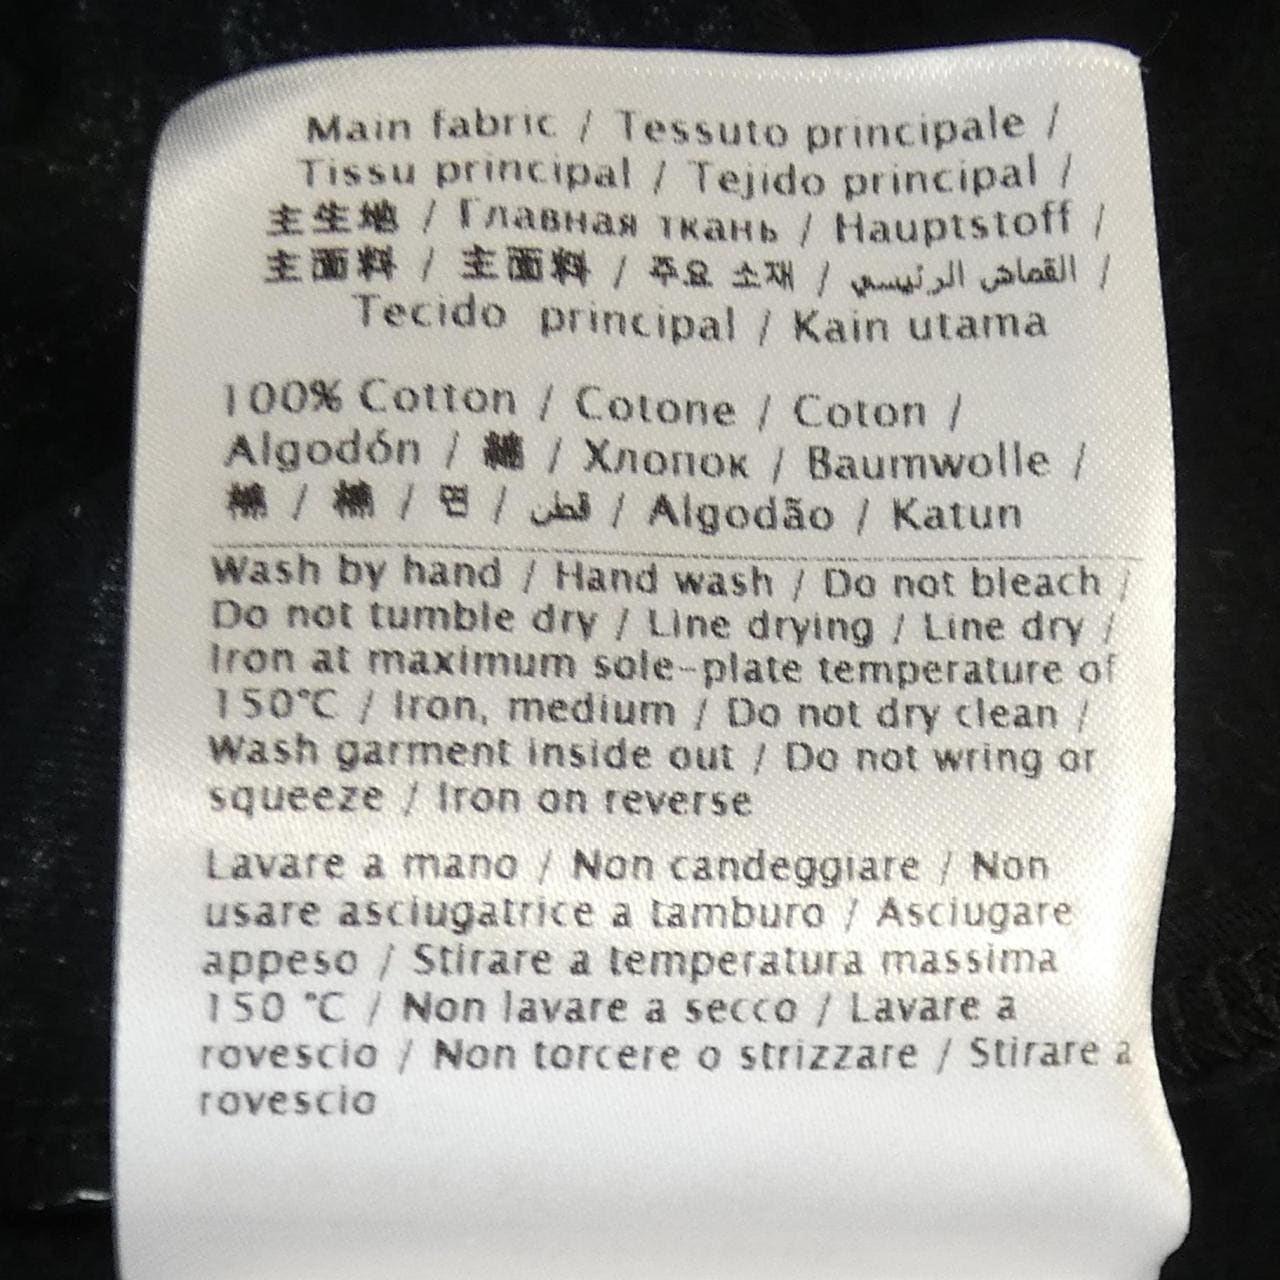 Main fabric / Tessuto principale /
Tissu principal / Tejido principal /
主生地 / Главная ткань / Hauptstoff /
主面料 / 主面料 / 주요 소재 / القماش الرئيسي /
Tecido principal / Kain utama
100% Cotton / Cotone / Coton /
Algodón / 綿 / Хлопок / Baumwolle /
棉 / 棉 / 면 / قطن / Algodão / Katun
Wash by hand / Hand wash / Do not bleach /
Do not tumble dry / Line drying / Line dry /
Iron at maximum sole-plate temperature of
150°C / Iron, medium / Do not dry clean /
Wash garment inside out / Do not wring or
squeeze / Iron on reverse
Lavare a mano / Non candeggiare / Non
usare asciugatrice a tamburo / Asciugare
appeso / Stirare a temperatura massima
150 °C / Non lavare a secco / Lavare a
rovescio / Non torcere o strizzare / Stirare a
rovescio